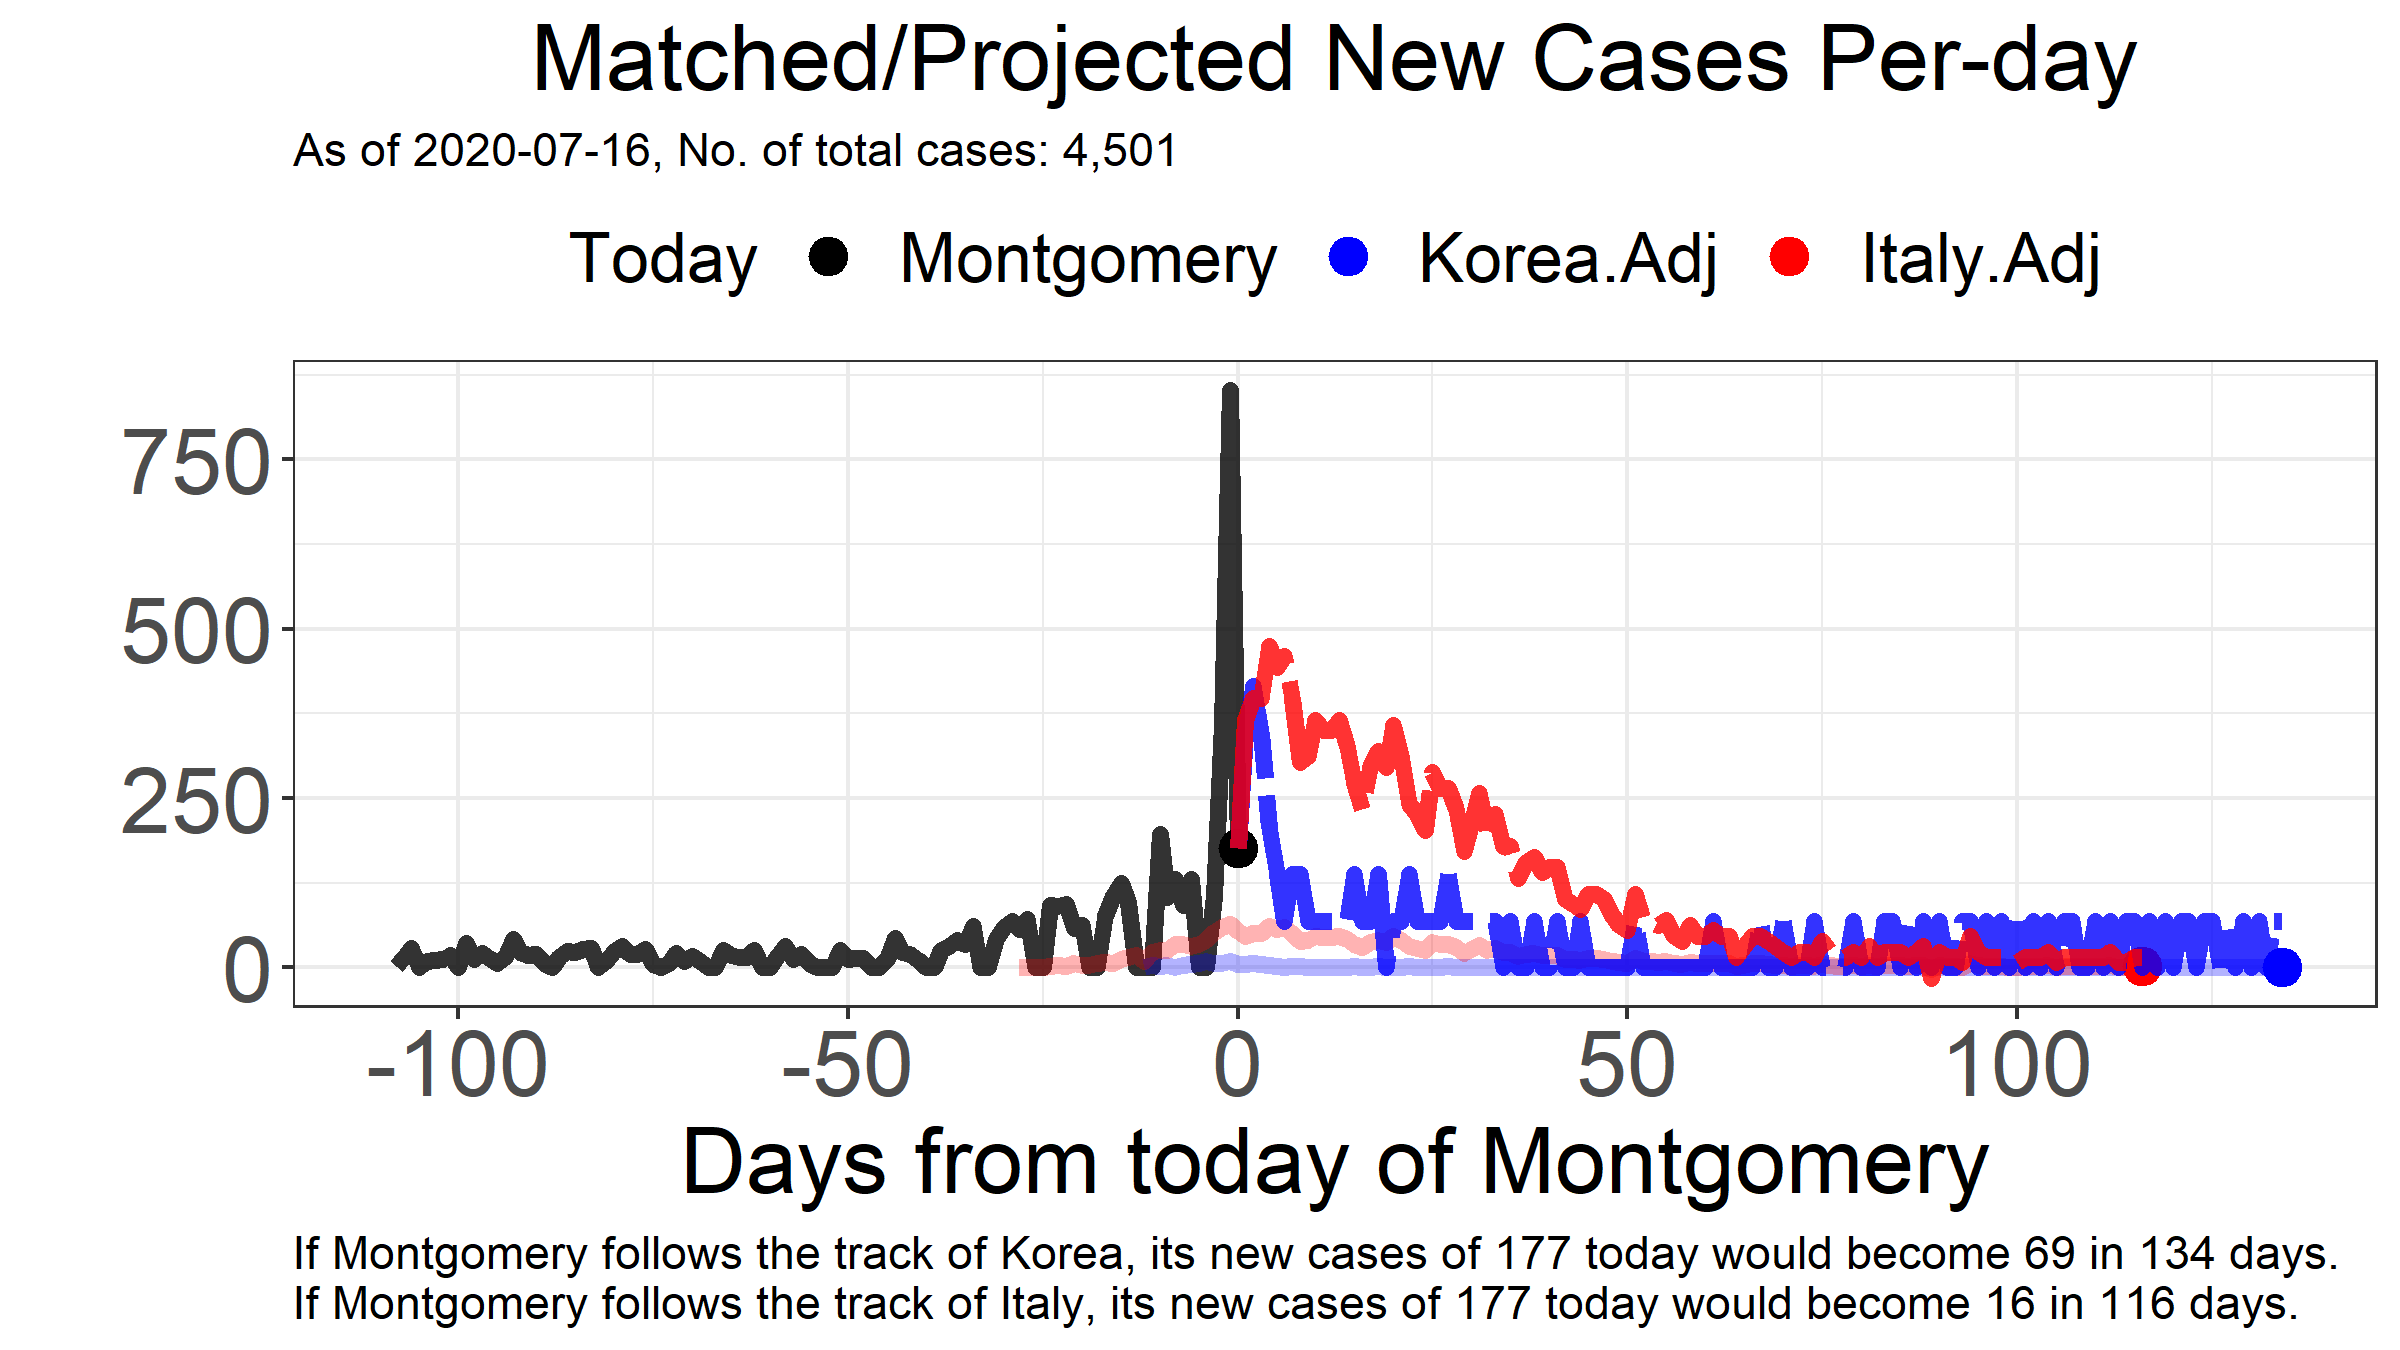 Matched/Projected New Cases Per-day
As of 2020-07-16, No. of total cases: 4,501
Today Montgomery Korea.Adj Italy.Adj
750
500
250
0
-100 -50 0 50 100
Days from today of Montgomery
If Montgomery follows the track of Korea, its new cases of 177 today would become 69 in 134 days.
If Montgomery follows the track of Italy, its new cases of 177 today would become 16 in 116 days.